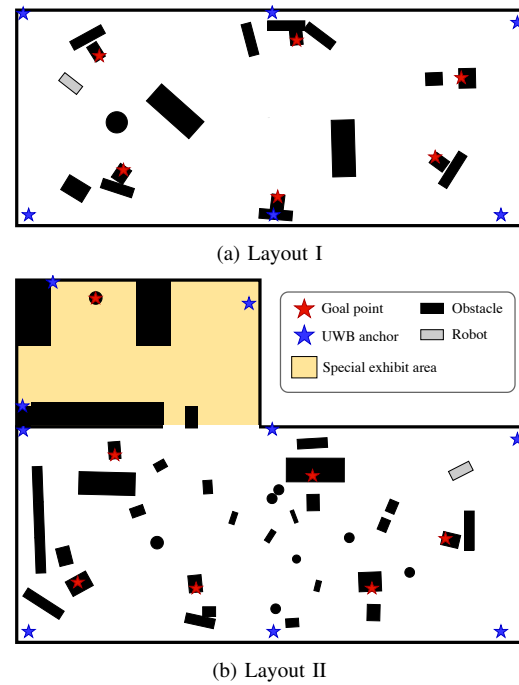 (a) Layout I
Goal point
Obstacle
UWB anchor
Robot
Special exhibit area
(b) Layout II